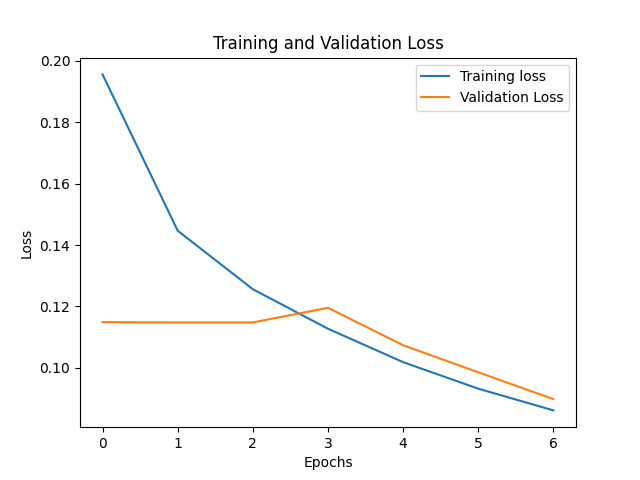 Training and Validation Loss
Training loss
Validation Loss
0.20
0.18
0.16
0.14
0.12
0.10
Loss
0 1 2 3 4 5 6
Epochs